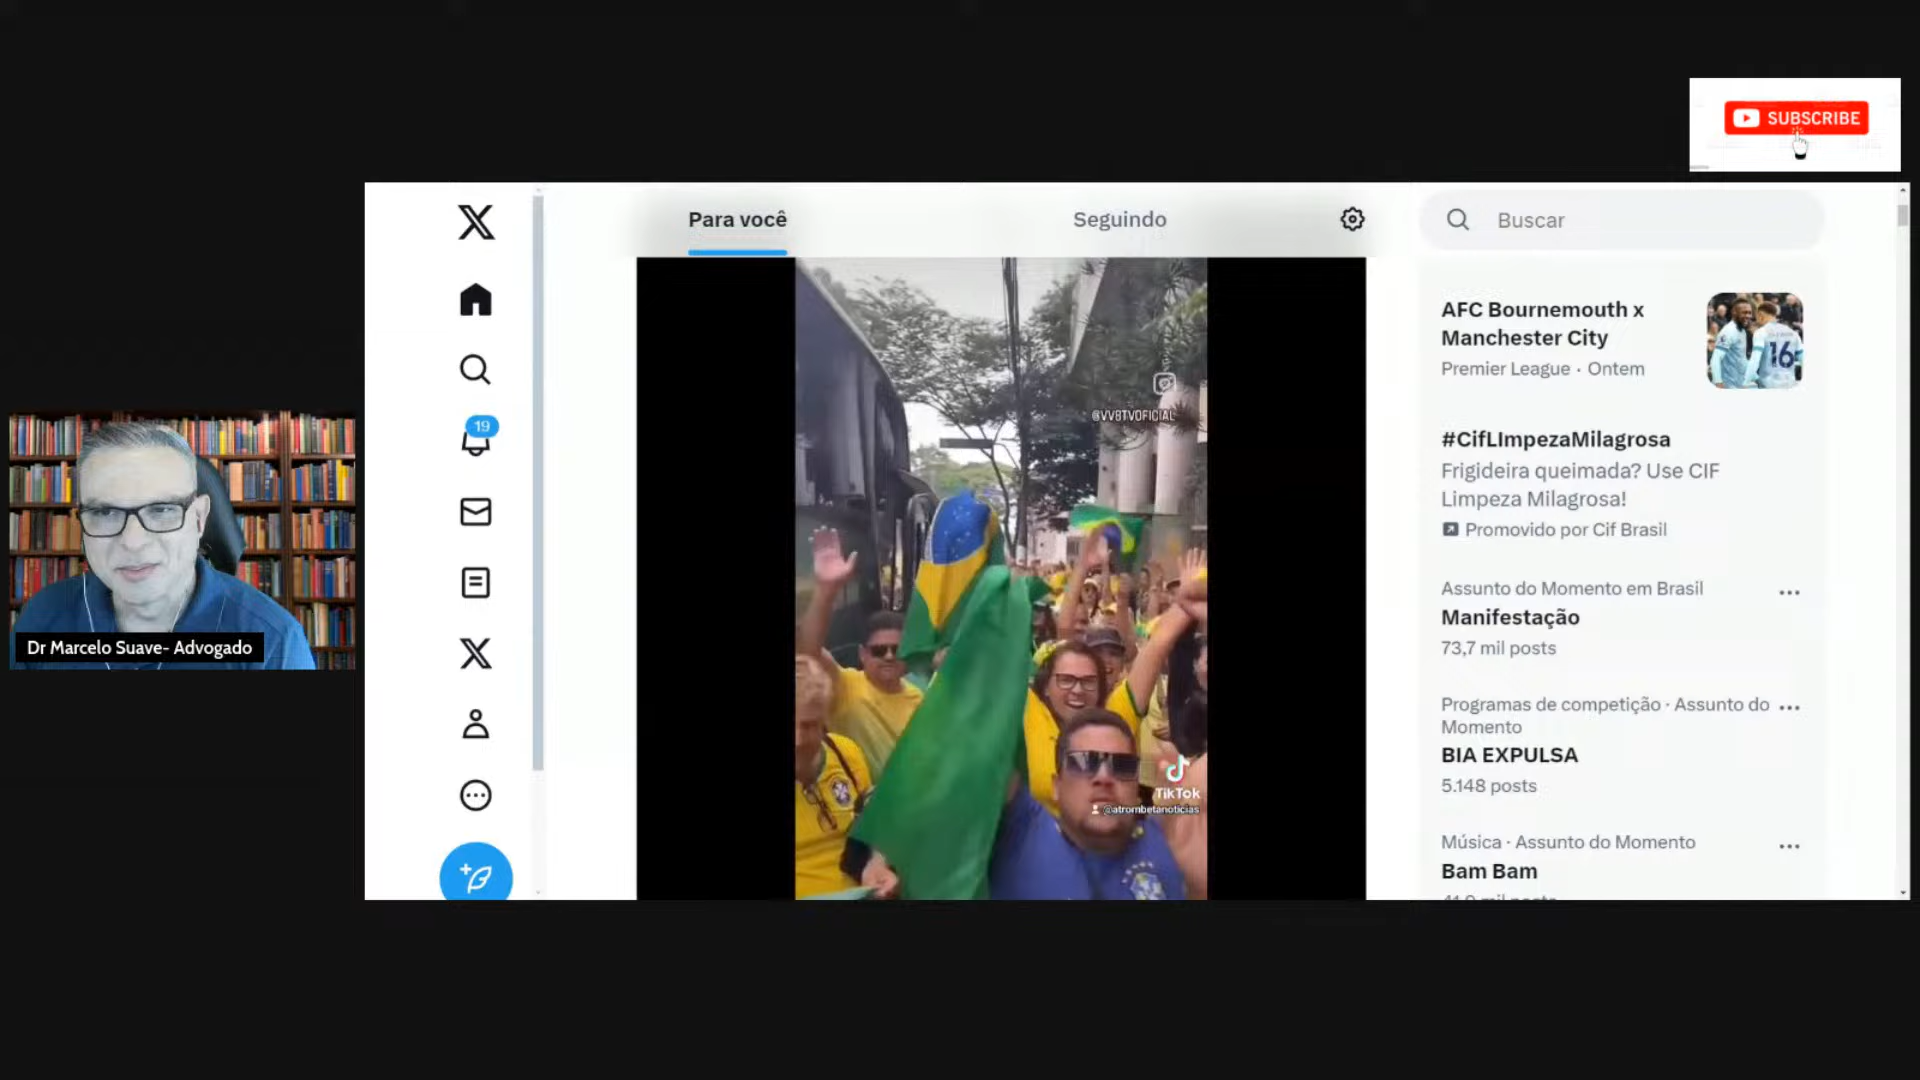 SUBSCRIBE
Para você
Seguindo
Buscar
19
@VV8TVOFICIAL
TikTok
@atrombetanoticias
Dr Marcelo Suave- Advogado
AFC Bournemouth x
Manchester City
Premier League · Ontem
16
#CifLImpezaMilagrosa
Frigideira queimada? Use CIF
Limpeza Milagrosa!
Promovido por Cif Brasil
Assunto do Momento em Brasil
Manifestação
73,7 mil posts
Programas de competição · Assunto do
Momento
BIA EXPULSA
5.148 posts
Música · Assunto do Momento
Bam Bam